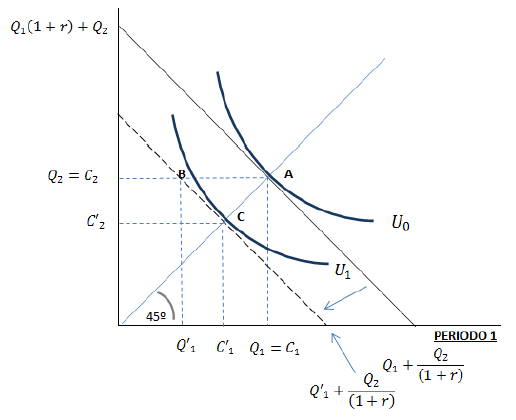 Q₁(1 + r) + Q₂
B
A
Q₂ = C₂
C
C'₂
U₀
U₁
45º
PERIODO 1
Q'₁
C'₁
Q₁ = C₁
Q₁ + Q₂/(1 + r)
Q'₁ + Q₂/(1 + r)